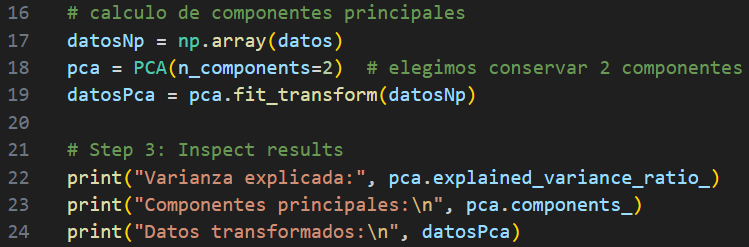 16 # calculo de componentes principales
17 datosNp = np.array(datos)
18 pca = PCA(n_components=2)  # elegimos conservar 2 componentes
19 datosPca = pca.fit_transform(datosNp)
20
21 # Step 3: Inspect results
22 print("Varianza explicada:", pca.explained_variance_ratio_)
23 print("Componentes principales:\n", pca.components_)
24 print("Datos transformados:\n", datosPca)